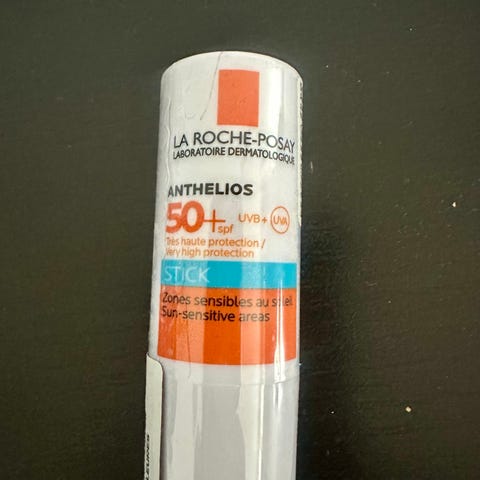 LA ROCHE-POSAY
LABORATOIRE DERMATOLOGIQUE
ANTHELIOS
50+ spf UVB + UVA
Très haute protection /
Very high protection
STICK
Zones sensibles au soleil
Sun-sensitive areas